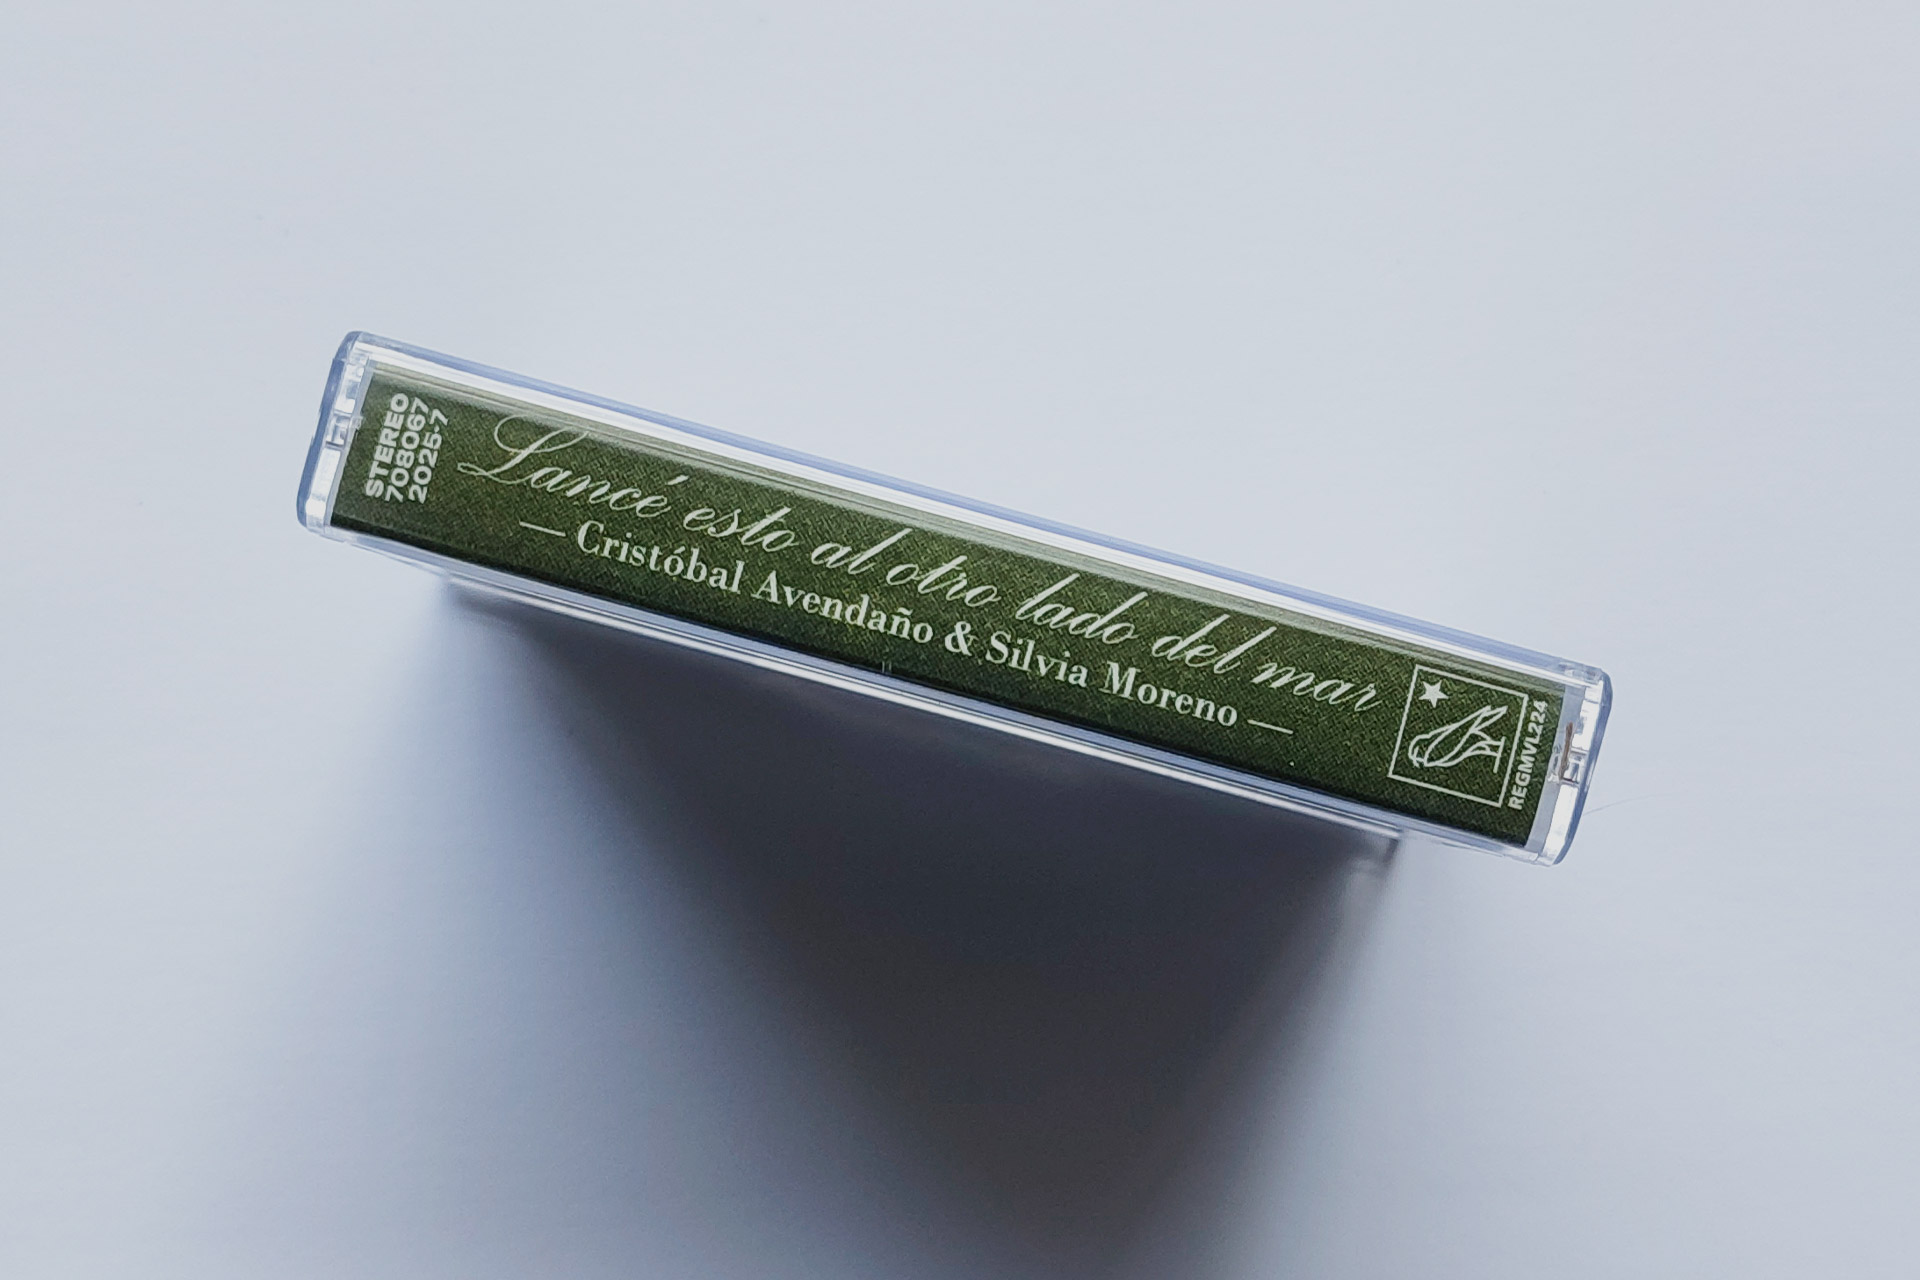 STEREO
708067
2025-7
Lancé esto al otro lado del mar
— Cristóbal Avendaño & Silvia Moreno —
REGMVL224